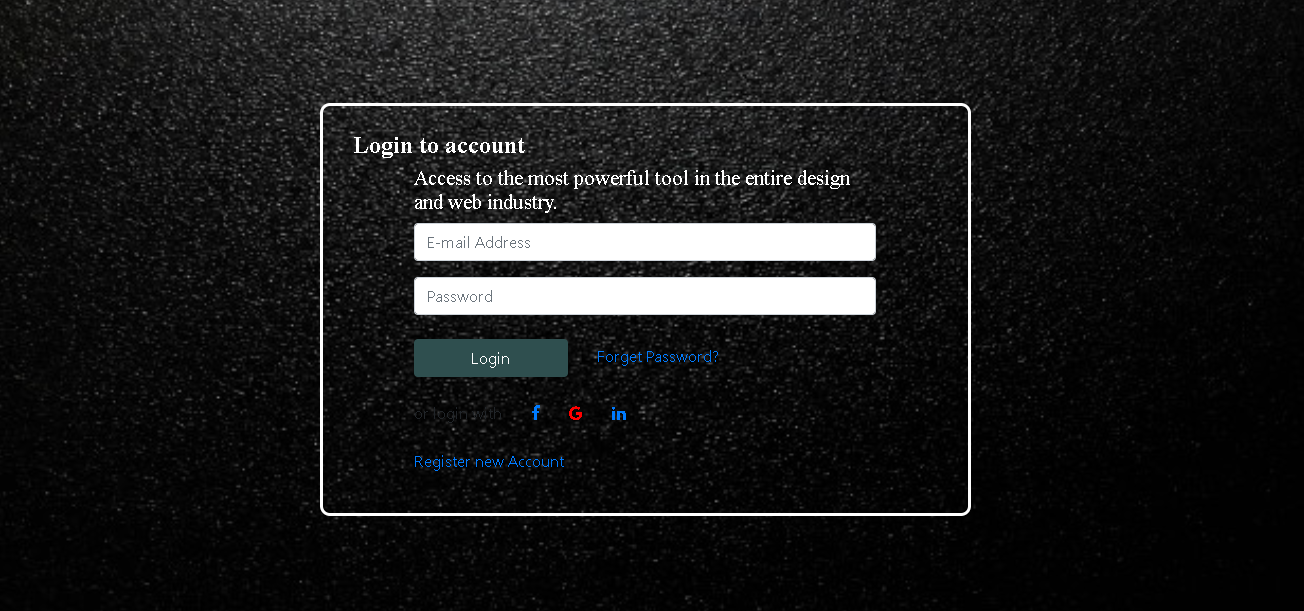 Login to account
Access to the most powerful tool in the entire design
and web industry.
E-mail Address
Password
Login Forget Password?
or login with f G in
Register new Account